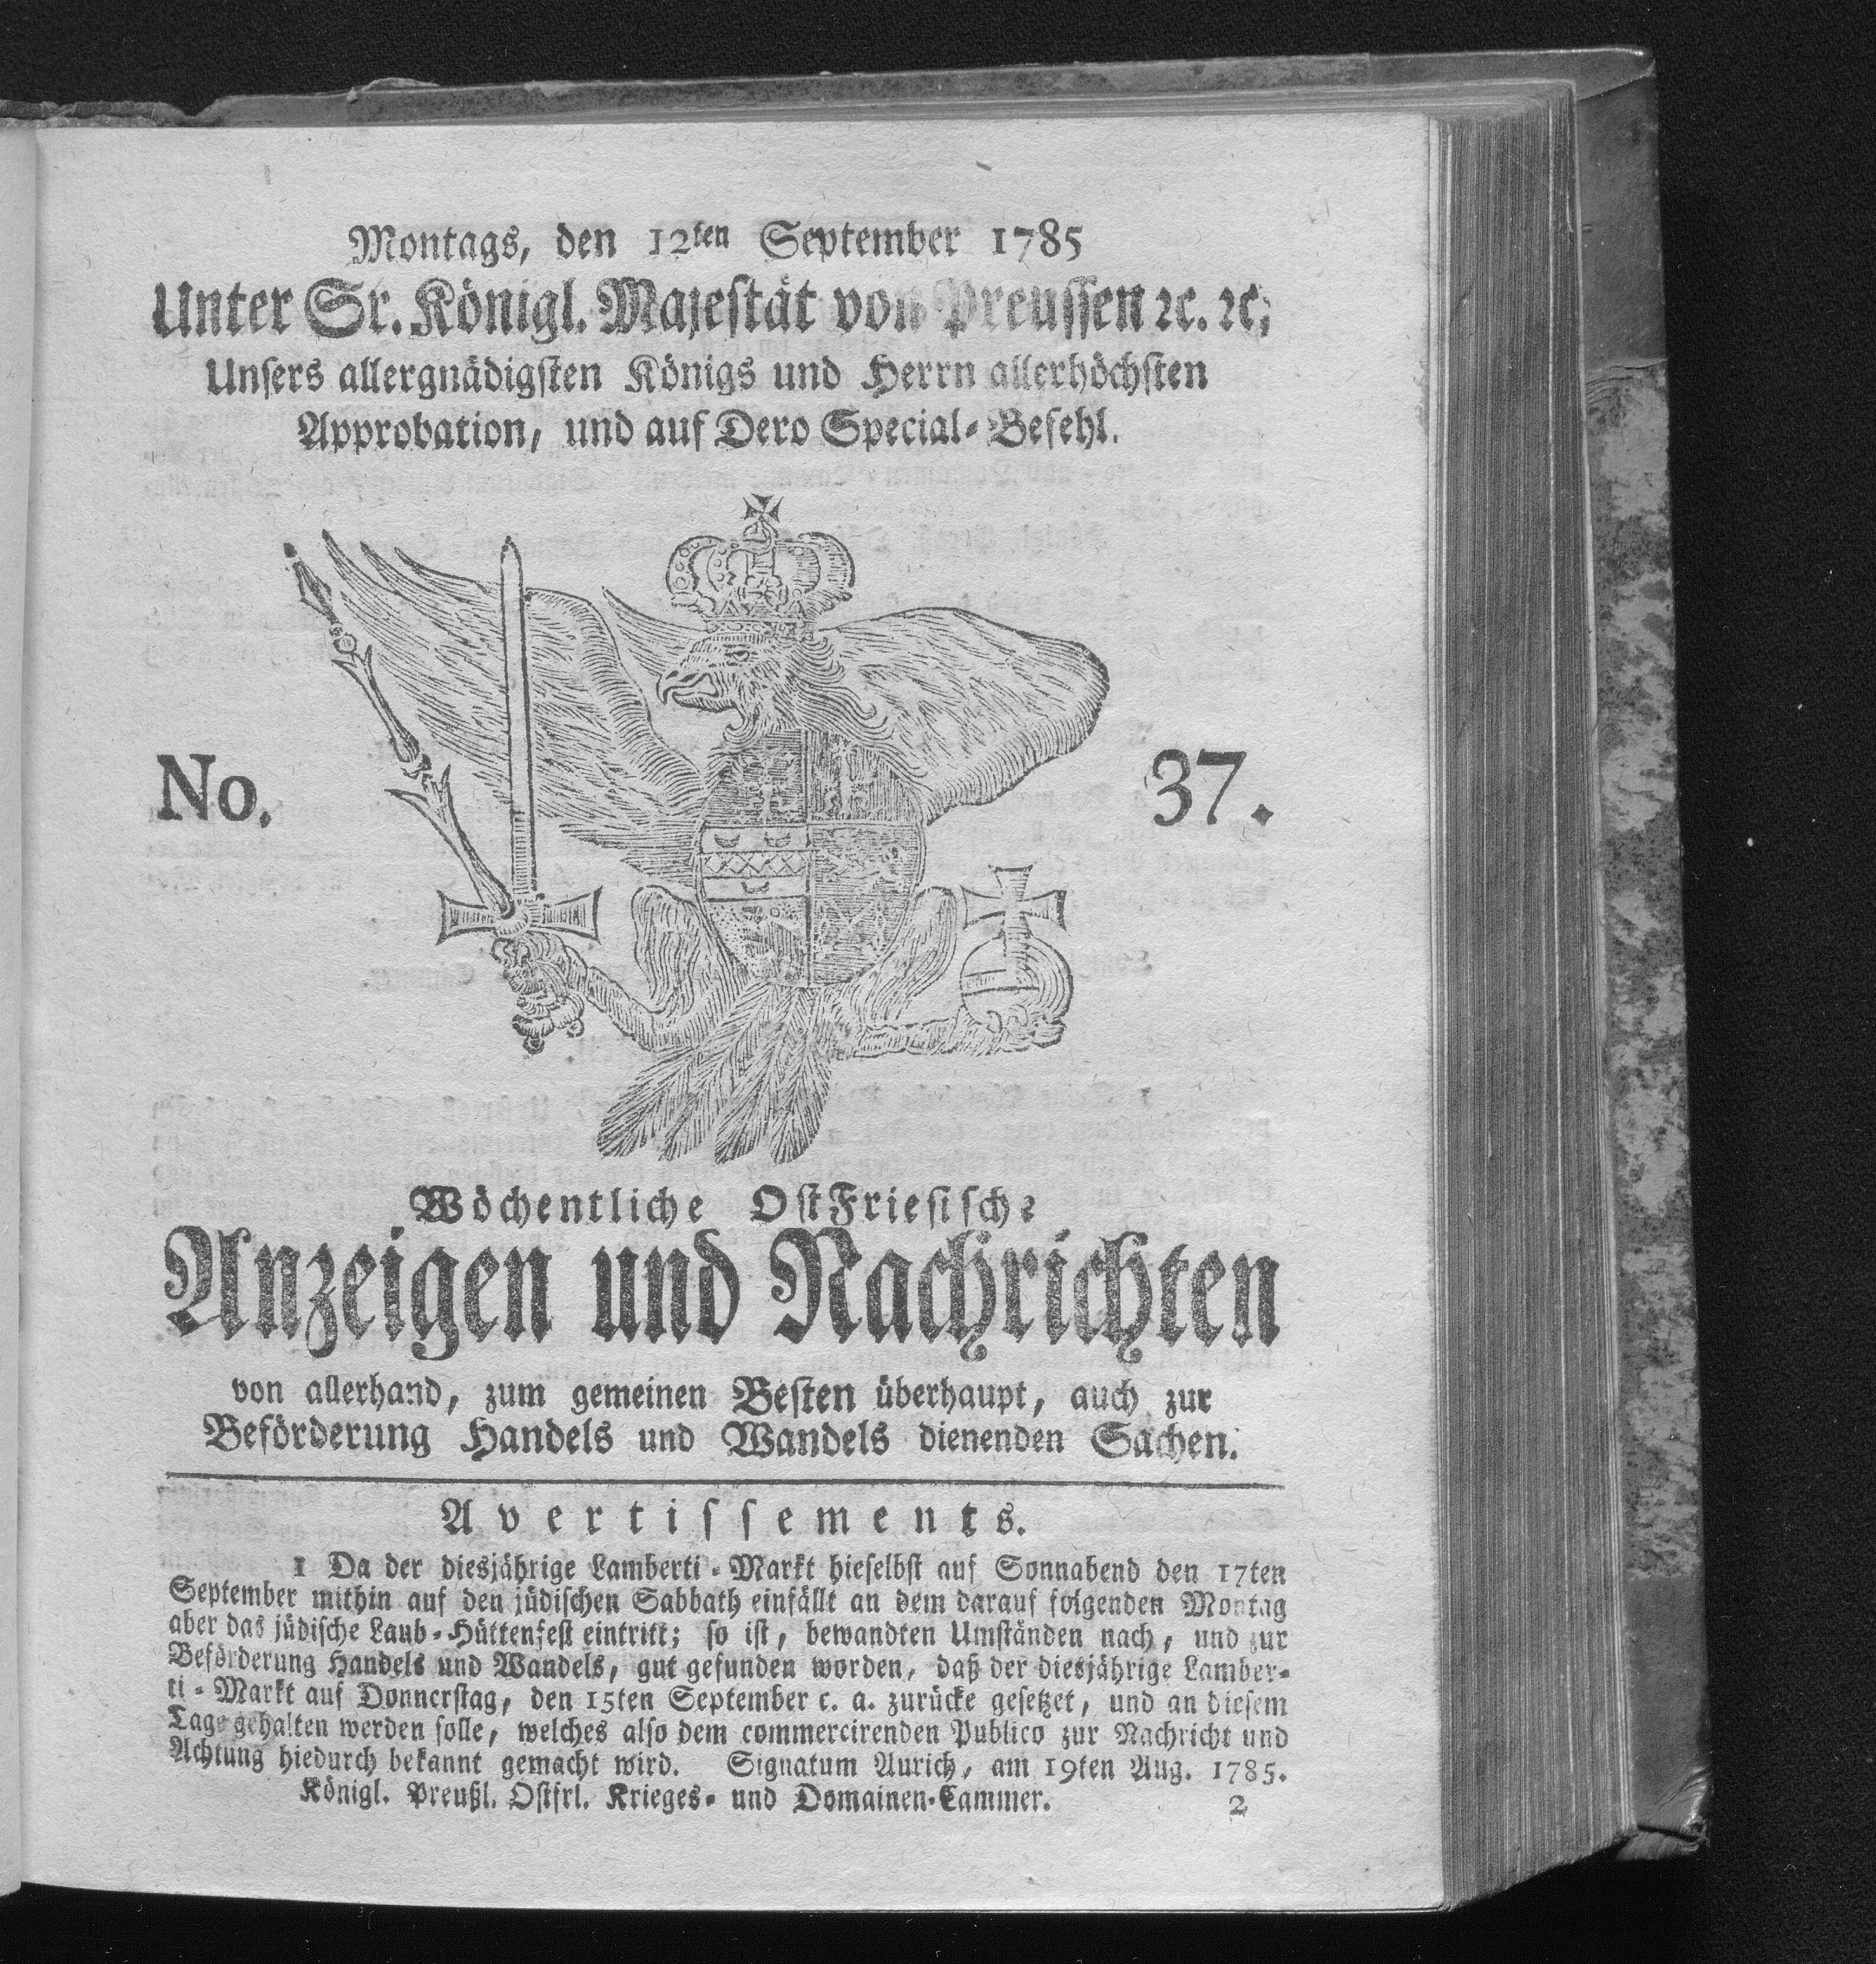 Montags, den 12ten September 1785
Unter Sr. Königl. Majestät von Preussen ꝛc. ꝛc.
Unsers allergnädigsten Königs und Herrn allerhöchsten
Approbation, und auf Dero Special-Befehl.
No. 37.
Wöchentliche OstFriesische
Anzeigen und Nachrichten
von allerhand, zum gemeinen Besten überhaupt, auch zur
Beförderung Handels und Wandels dienenden Sachen.
Avertissements.
1 Da der diesjährige Lamberti-Markt hieselbst auf Sonnabend den 17ten
September mithin auf den jüdischen Sabbath einfällt an dem darauf folgenden Montag
aber das jüdische Laub-Hüttenfest eintritt; so ist, bewandten Umständen nach, und zur
Beförderung Handels und Wandels, gut gefunden worden, daß der diesjährige Lamber-
ti-Markt auf Donnerstag, den 15ten September c. a. zurücke gesetzet, und an diesem
Tage gehalten werden solle, welches also dem commercirenden Publico zur Nachricht und
Achtung hiedurch bekannt gemacht wird. Signatum Aurich, am 19ten Aug. 1785.
Königl. Preußl. Ostfrl. Krieges- und Domainen-Cammer.
2